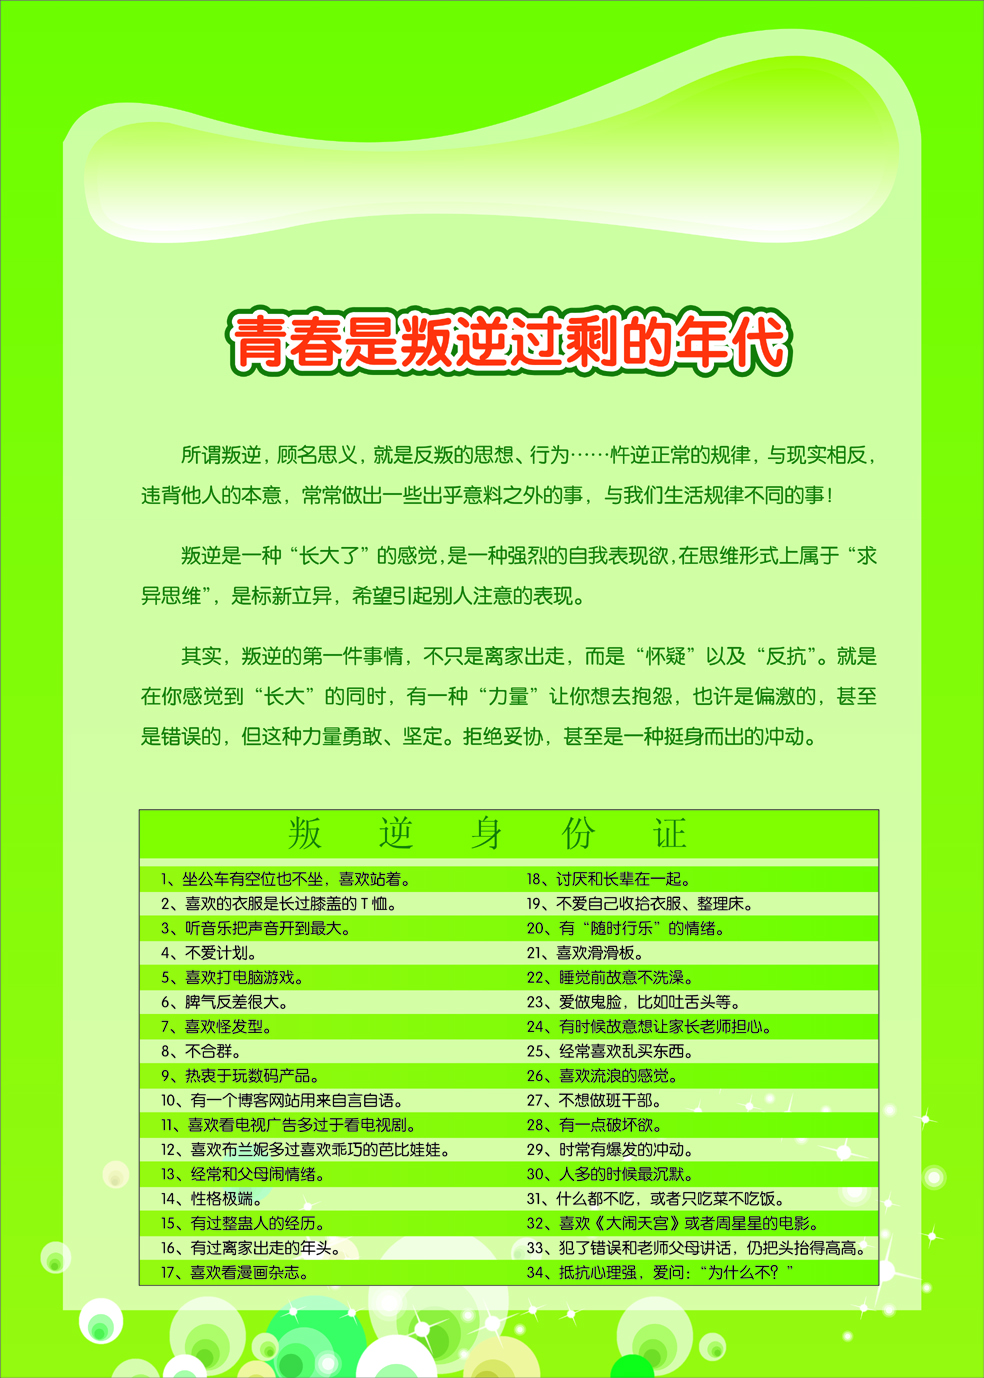 青春是叛逆过剩的年代
所谓叛逆，顾名思义，就是反叛的思想、行为……忤逆正常的规律，与现实相反，
违背他人的本意，常常做出一些出乎意料之外的事，与我们生活规律不同的事！
叛逆是一种“长大了”的感觉，是一种强烈的自我表现欲，在思维形式上属于“求
异思维”，是标新立异，希望引起别人注意的表现。
其实，叛逆的第一件事情，不只是离家出走，而是“怀疑”以及“反抗”。就是
在你感觉到“长大”的同时，有一种“力量”让你想去抱怨，也许是偏激的，甚至
是错误的，但这种力量勇敢、坚定。拒绝妥协，甚至是一种挺身而出的冲动。
叛逆身份证
1、坐公车有空位也不坐，喜欢站着。
2、喜欢的衣服是长过膝盖的T恤。
3、听音乐把声音开到最大。
4、不爱计划。
5、喜欢打电脑游戏。
6、脾气反差很大。
7、喜欢怪发型。
8、不合群。
9、热衷于玩数码产品。
10、有一个博客网站用来自言自语。
11、喜欢看电视广告多过于看电视剧。
12、喜欢布兰妮多过喜欢乖巧的芭比娃娃。
13、经常和父母闹情绪。
14、性格极端。
15、有过整蛊人的经历。
16、有过离家出走的年头。
17、喜欢看漫画杂志。
18、讨厌和长辈在一起。
19、不爱自己收拾衣服、整理床。
20、有“随时行乐”的情绪。
21、喜欢滑滑板。
22、睡觉前故意不洗澡。
23、爱做鬼脸，比如吐舌头等。
24、有时候故意想让家长老师担心。
25、经常喜欢乱买东西。
26、喜欢流浪的感觉。
27、不想做班干部。
28、有一点破坏欲。
29、时常有爆发的冲动。
30、人多的时候最沉默。
31、什么都不吃，或者只吃菜不吃饭。
32、喜欢《大闹天宫》或者周星星的电影。
33、犯了错误和老师父母讲话，仍把头抬得高高。
34、抵抗心理强，爱问：“为什么不？”